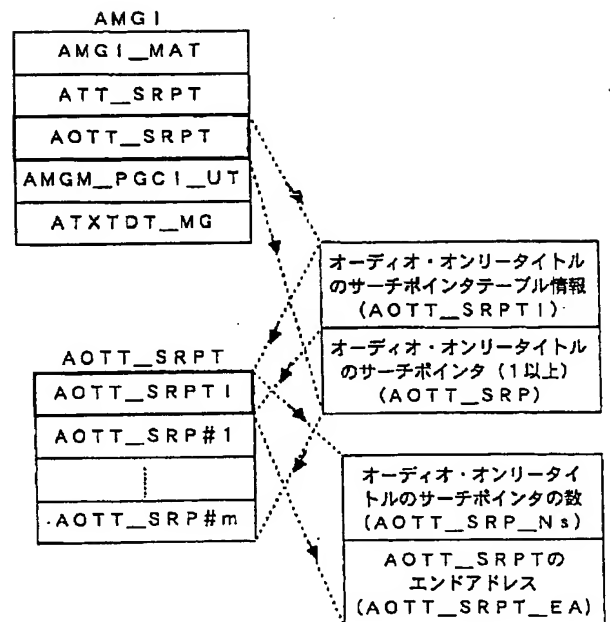 AMGI
AMGI_MAT
ATT_SRPT
AOTT_SRPT
AMGM_PGCI_UT
ATXTDT_MG
オーディオ・オンリータイトル
のサーチポインタテーブル情報
(AOTT_SRPTI)
オーディオ・オンリータイトル
のサーチポインタ(1以上)
(AOTT_SRP)
AOTT_SRPT
AOTT_SRPTI
AOTT_SRP#1
AOTT_SRP#m
オーディオ・オンリータイ
トルのサーチポインタの数
(AOTT_SRP_Ns)
AOTT_SRPTの
エンドアドレス
(AOTT_SRPT_EA)